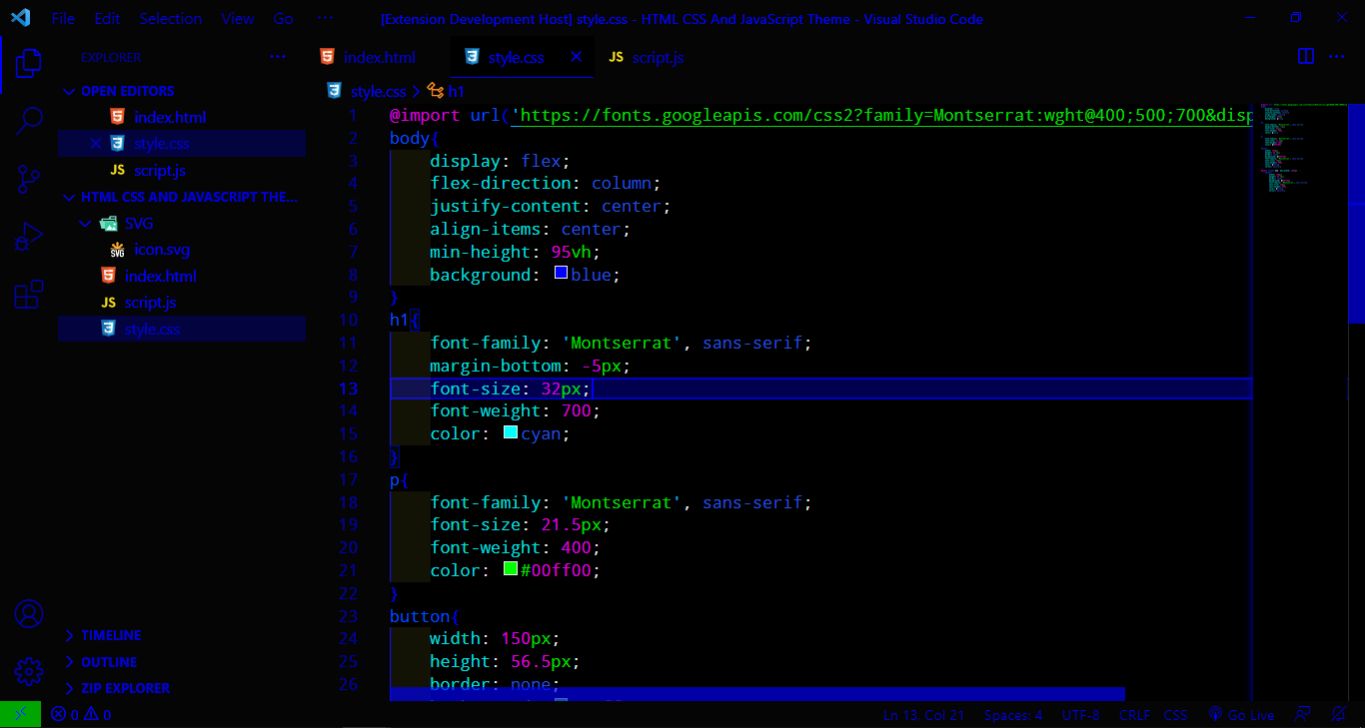 File Edit Selection View Go ··· [Extension Development Host] style.css - HTML CSS And JavaScript Theme - Visual Studio Code
EXPLORER ···
OPEN EDITORS
index.html
style.css
JS script.js
HTML CSS AND JAVASCRIPT THE...
SVG
SVG icon.svg
index.html
JS script.js
style.css
TIMELINE
OUTLINE
ZIP EXPLORER
index.html style.css JS script.js ···
style.css > h1
1 @import url('https://fonts.googleapis.com/css2?family=Montserrat:wght@400;500;700&disp
2 body{
3 display: flex;
4 flex-direction: column;
5 justify-content: center;
6 align-items: center;
7 min-height: 95vh;
8 background: blue;
9 }
10 h1{
11 font-family: 'Montserrat', sans-serif;
12 margin-bottom: -5px;
13 font-size: 32px;
14 font-weight: 700;
15 color: cyan;
16 }
17 p{
18 font-family: 'Montserrat', sans-serif;
19 font-size: 21.5px;
20 font-weight: 400;
21 color: #00ff00;
22 }
23 button{
24 width: 150px;
25 height: 56.5px;
26 border: none;
0 0 Ln 13, Col 21 Spaces: 4 UTF-8 CRLF CSS Go Live